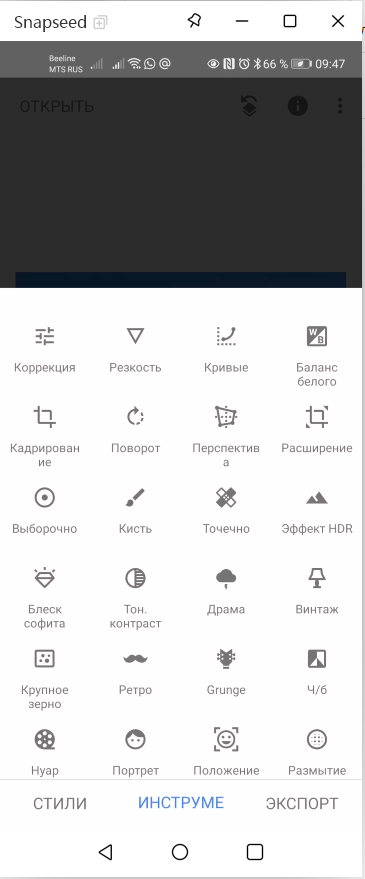 Snapseed
Beeline
MTS RUS
66 %
09:47
ОТКРЫТЬ
Коррекция
Резкость
Кривые
Баланс
белого
Кадрирован
ие
Поворот
Перспектив
а
Расширение
Выборочно
Кисть
Точечно
Эффект HDR
Блеск
софита
Тон.
контраст
Драма
Винтаж
Крупное
зерно
Ретро
Grunge
Ч/б
Нуар
Портрет
Положение
Размытие
СТИЛИ
ИНСТРУМЕ
ЭКСПОРТ